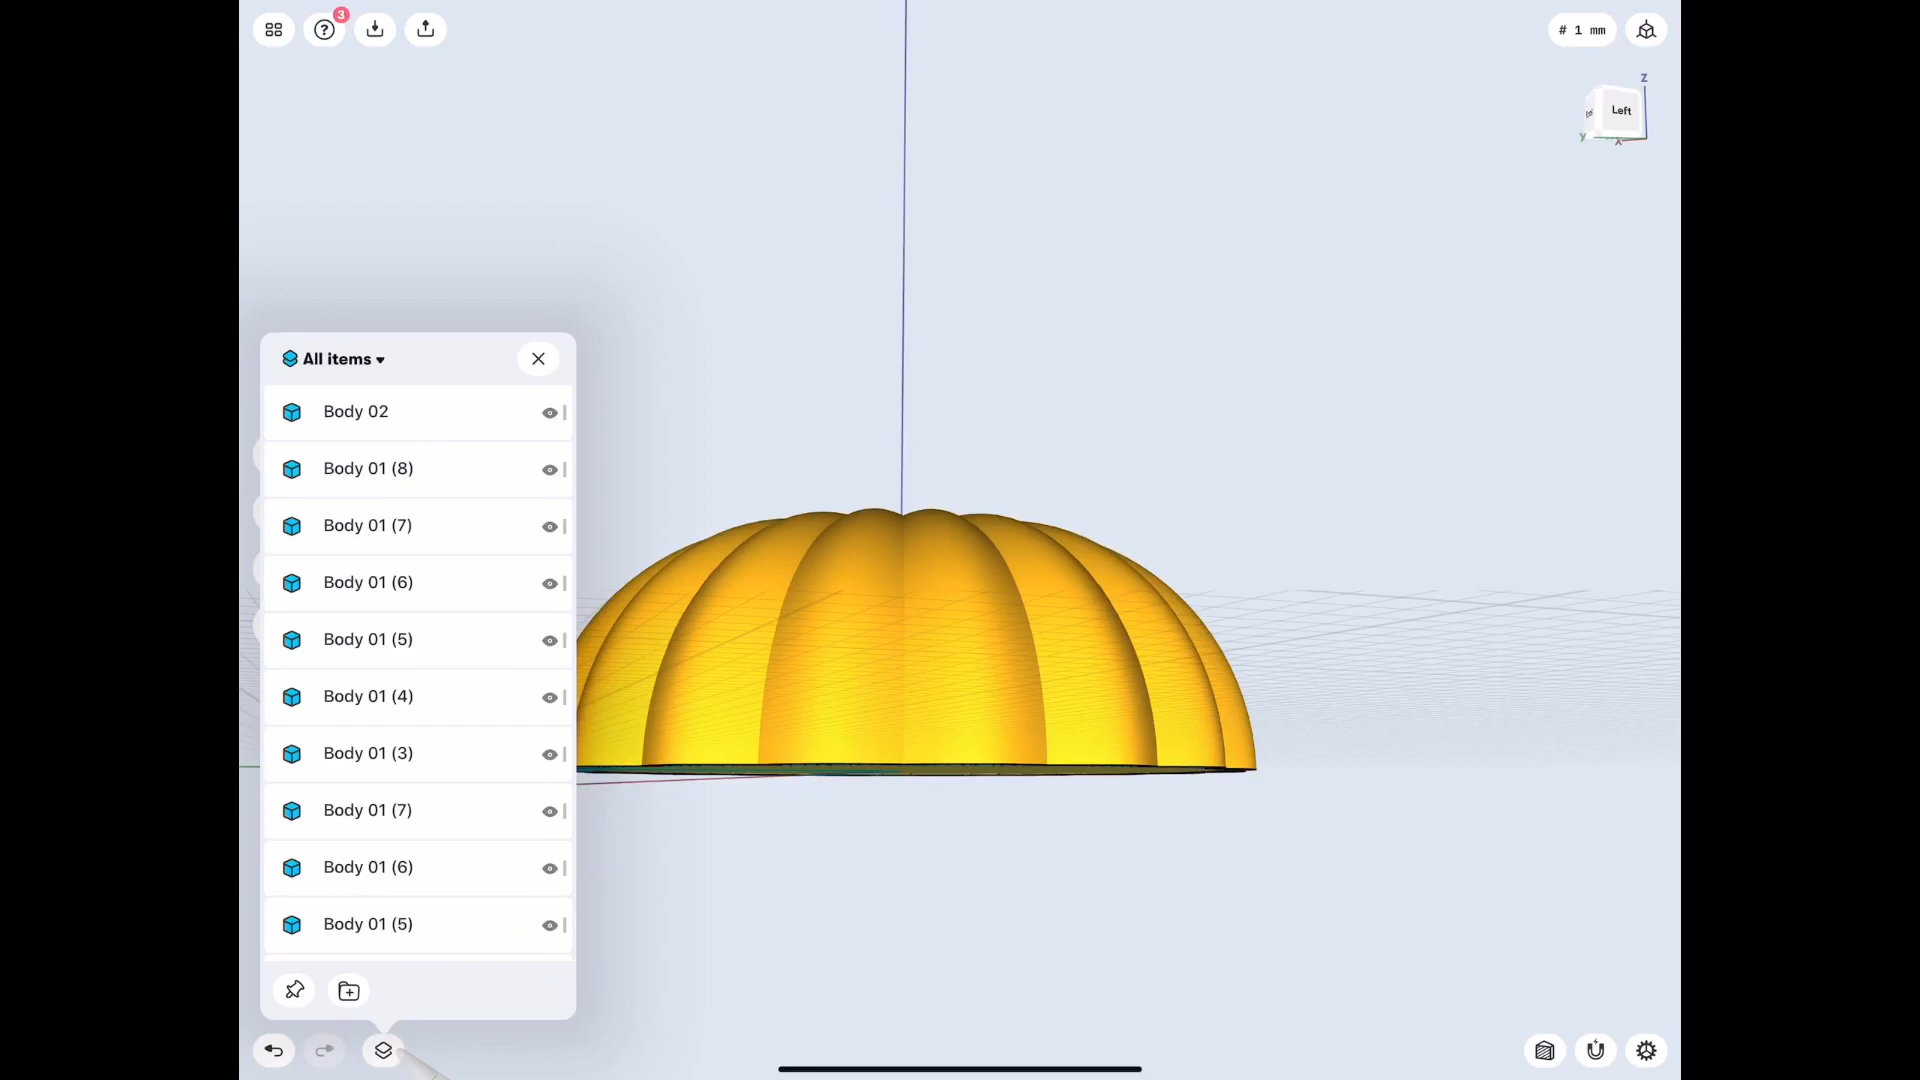 3
# 1 mm
Z
Left
Y
X
All items
Body 02
Body 01 (8)
Body 01 (7)
Body 01 (6)
Body 01 (5)
Body 01 (4)
Body 01 (3)
Body 01 (7)
Body 01 (6)
Body 01 (5)